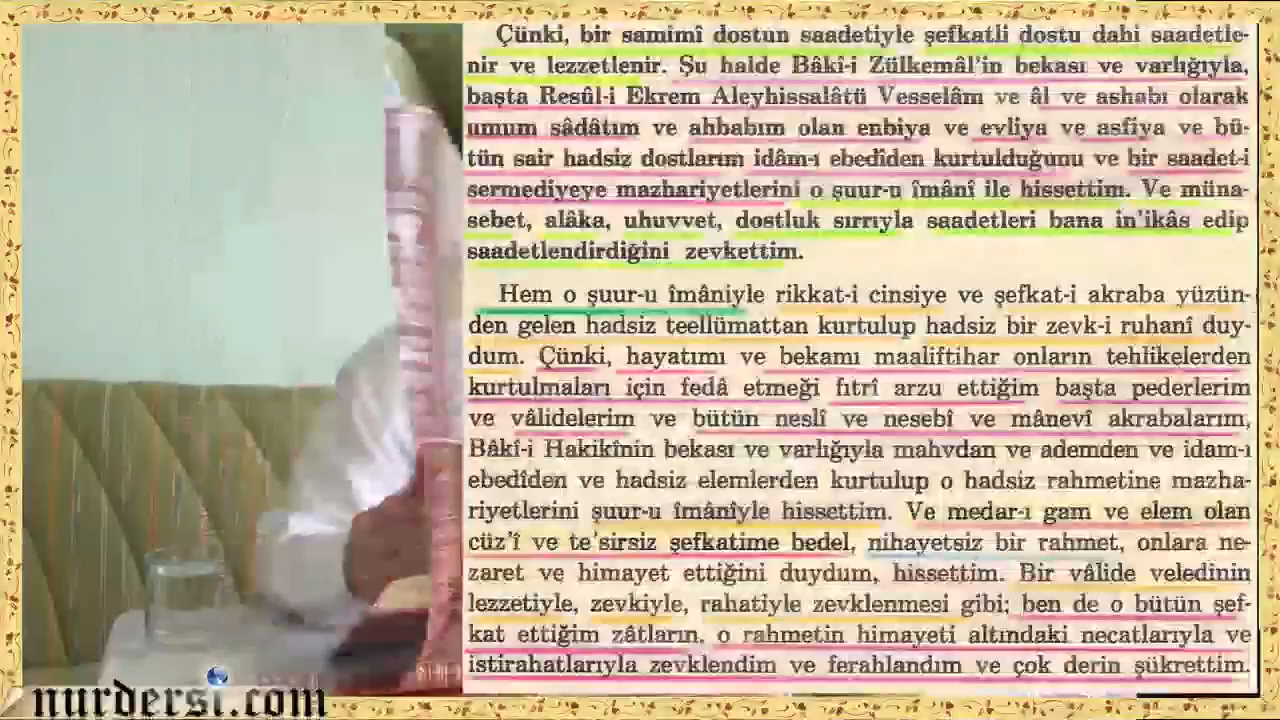 Çünki, bir samimî dostun saadetiyle şefkatli dostu dahi saadetle-
nir ve lezzetlenir. Şu halde Bâkî-i Zülkemâl'in bekası ve varlığıyla,
başta Resûl-i Ekrem Aleyhissalâtü Vesselâm ve âl ve ashabı olarak
umum sâdâtım ve ahbabım olan enbiya ve evliya ve asfiya ve bü-
tün sair hadsiz dostlarım idâm-ı ebedîden kurtulduğunu ve bir saadet-i
sermediyeye mazhariyetlerini o şuur-u îmânî ile hissettim. Ve müna-
sebet, alâka, uhuvvet, dostluk sırrıyla saadetleri bana in'ikâs edip
saadetlendirdiğini zevkettim.
Hem o şuur-u îmâniyle rikkat-i cinsiye ve şefkat-i akraba yüzün-
den gelen hadsiz teellümattan kurtulup hadsiz bir zevk-i ruhanî duy-
dum. Çünki, hayatımı ve bekamı maaliftihar onların tehlikelerden
kurtulmaları için fedâ etmeği fıtrî arzu ettiğim başta pederlerim
ve vâlidelerim ve bütün neslî ve nesebî ve mânevî akrabalarım,
Bâkî-i Hakikînin bekası ve varlığıyla mahvdan ve ademden ve idam-ı
ebedîden ve hadsiz elemlerden kurtulup o hadsiz rahmetine mazha-
riyetlerini şuur-u îmânîyle hissettim. Ve medar-ı gam ve elem olan
cüz'î ve te'sirsiz şefkatime bedel, nihayetsiz bir rahmet, onlara ne-
zaret ve himayet ettiğini duydum, hissettim. Bir vâlide veledinin
lezzetiyle, zevkiyle, rahatiyle zevklenmesi gibi; ben de o bütün şef-
kat ettiğim zâtların, o rahmetin himayeti altındaki necatlarıyla ve
istirahatlarıyla zevklendim ve ferahlandım ve çok derin şükrettim.
nurdersi.com